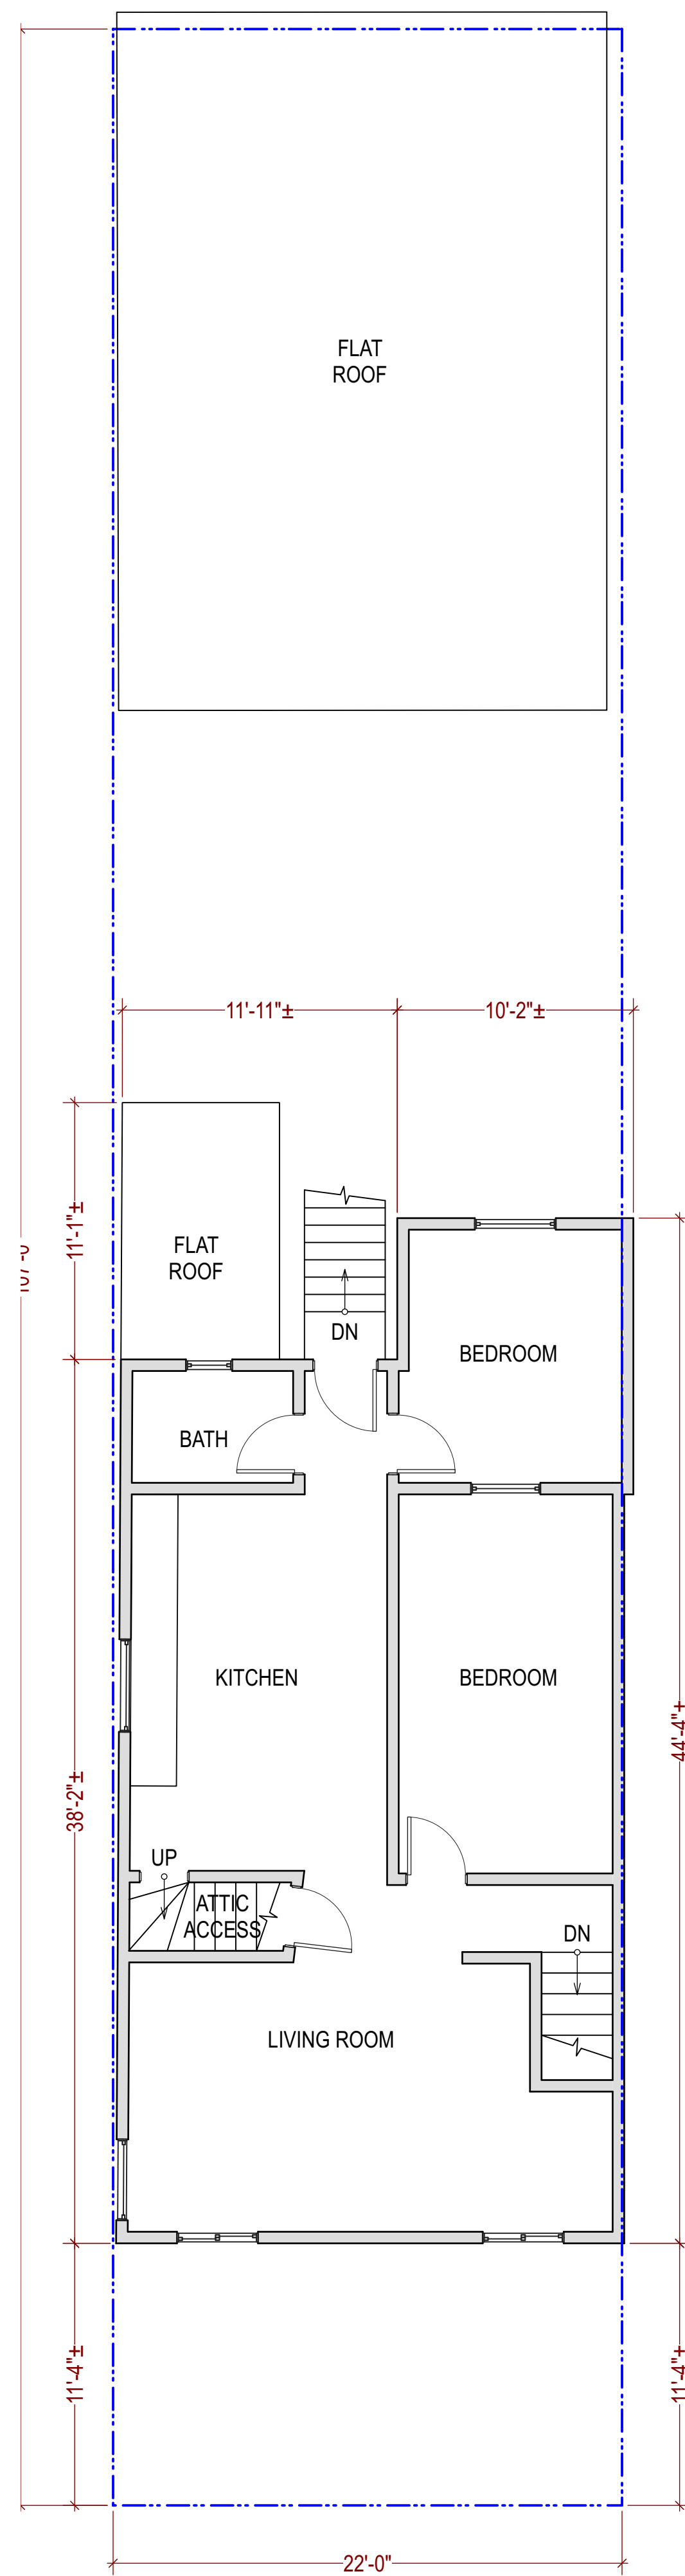 FLAT
ROOF
11'-11"±
10'-2"±
11'-1"±
FLAT
ROOF
DN
BEDROOM
BATH
KITCHEN
BEDROOM
44'-4"±
38'-2"±
UP
ATTIC
ACCESS
DN
LIVING ROOM
11'-4"±
11'-4"±
22'-0"